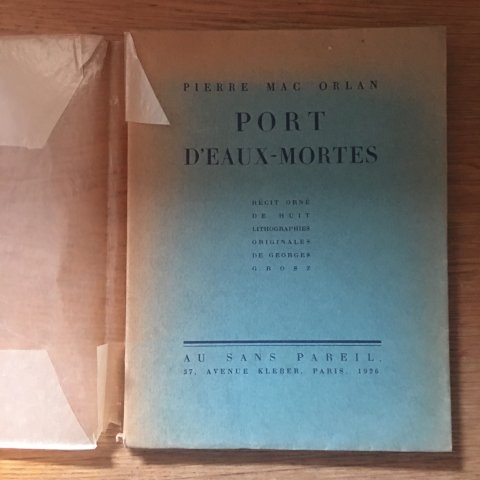 PIERRE MAC ORLAN
PORT
D'EAUX-MORTES
RÉCIT ORNÉ
DE HUIT
LITHOGRAPHIES
ORIGINALES
DE GEORGES
GROSZ
AU SANS PAREIL,
37, AVENUE KLEBER, PARIS, 1926